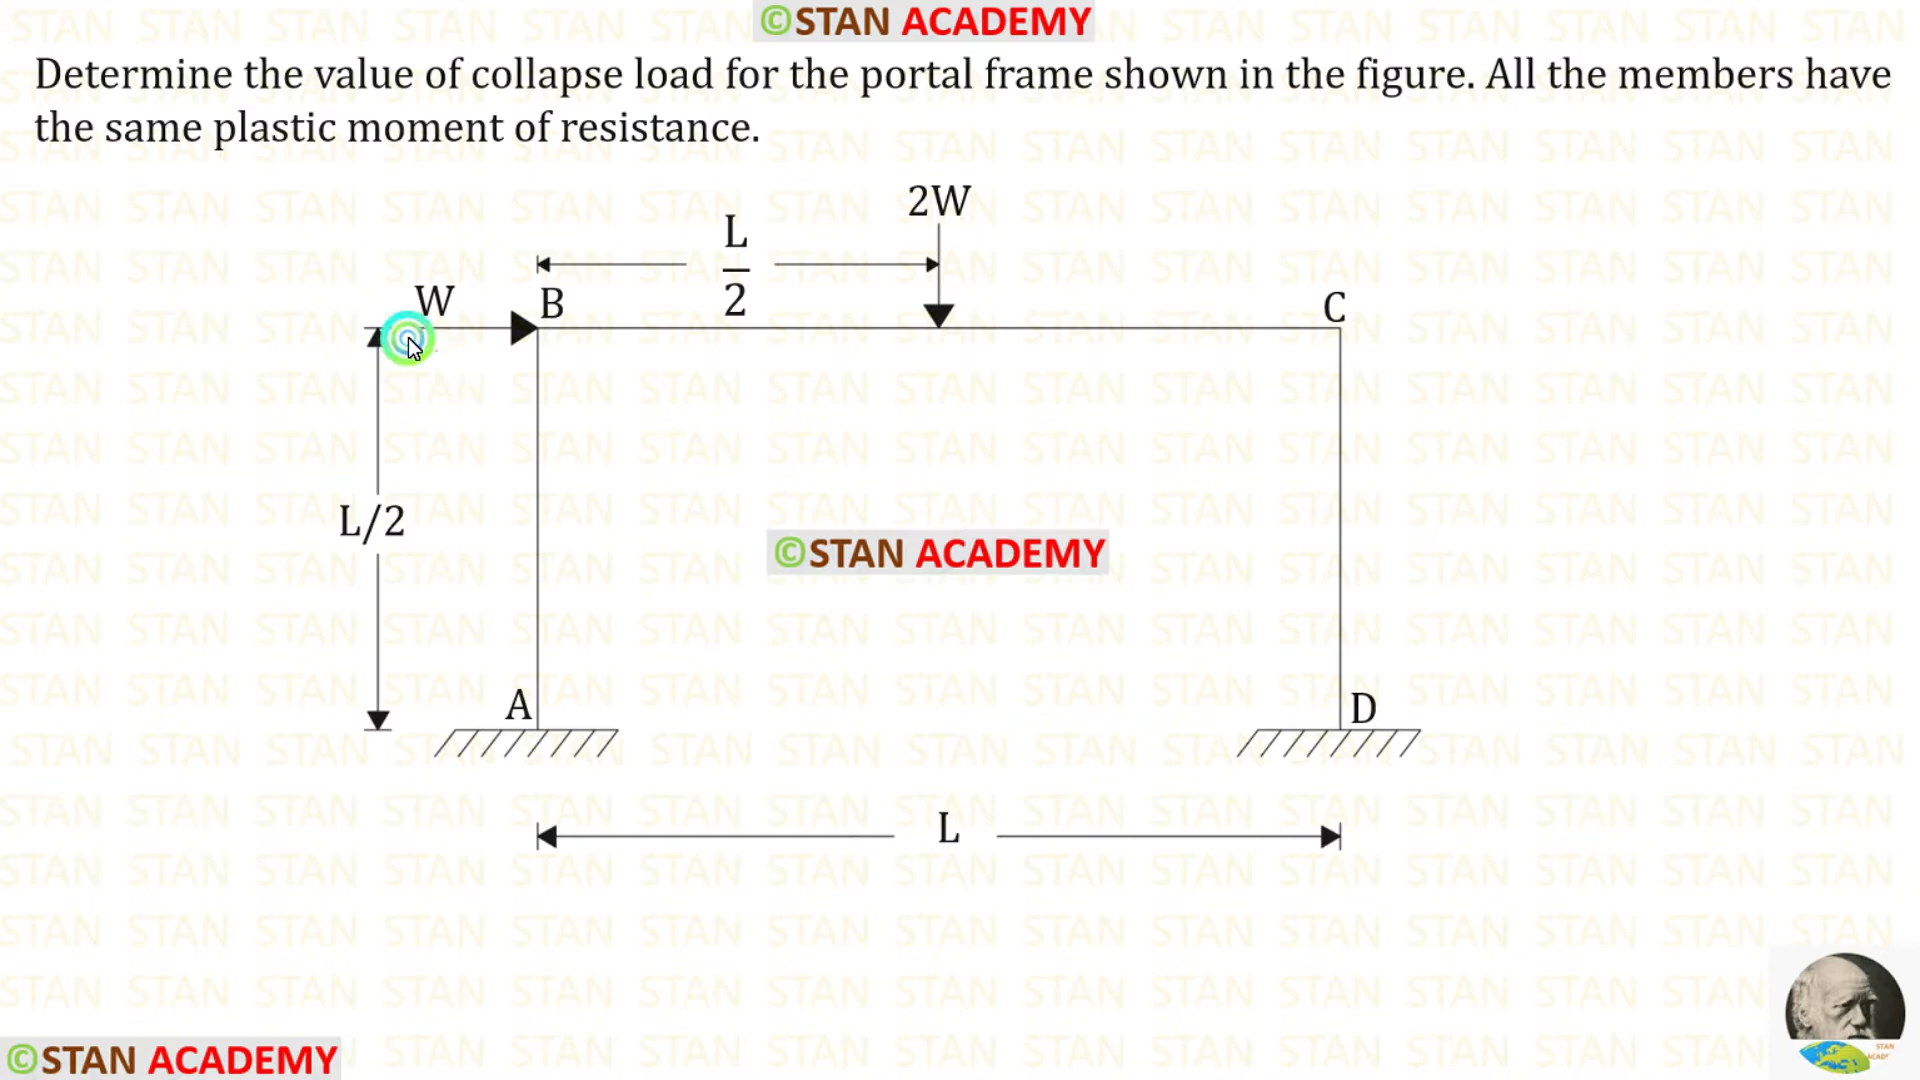 ©STAN ACADEMY
Determine the value of collapse load for the portal frame shown in the figure. All the members have
the same plastic moment of resistance.
2W
L
2
W
B
C
L/2
©STAN ACADEMY
A
D
L
©STAN ACADEMY
STAN